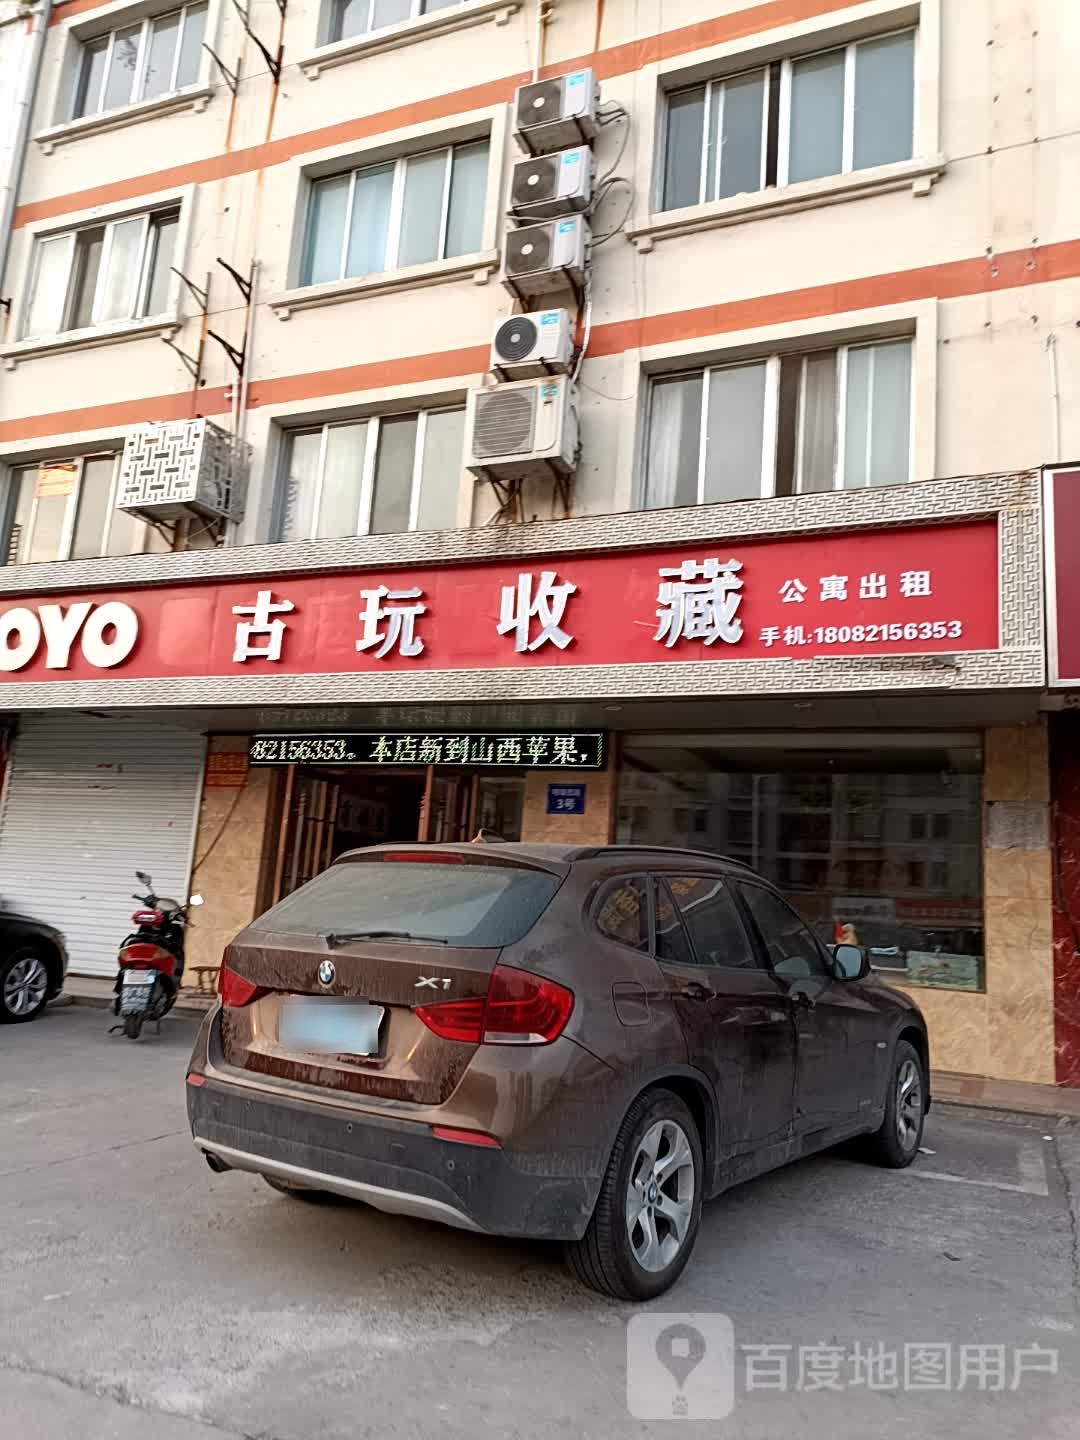 OYO
古玩收藏
公寓出租
手机:18082156353
82156353。本店新到山西苹果，
3号
X1
百度地图用户